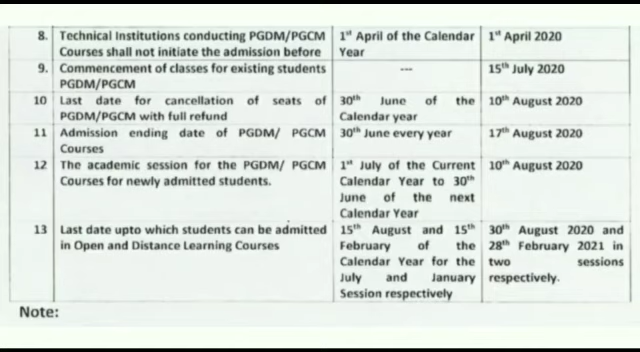 8. Technical Institutions conducting PGDM/PGCM 1st April of the Calendar 1st April 2020
Courses shall not initiate the admission before Year
9. Commencement of classes for existing students --- 15th July 2020
PGDM/PGCM
10 Last date for cancellation of seats of 30th June of the 10th August 2020
PGDM/PGCM with full refund Calendar year
11 Admission ending date of PGDM/ PGCM 30th June every year 17th August 2020
Courses
12 The academic session for the PGDM/ PGCM 1st July of the Current 10th August 2020
Courses for newly admitted students. Calendar Year to 30th
June of the next
Calendar Year
13 Last date upto which students can be admitted 15th August and 15th 30th August 2020 and
in Open and Distance Learning Courses February of the 28th February 2021 in
Calendar Year for the two sessions
July and January respectively.
Session respectively
Note: